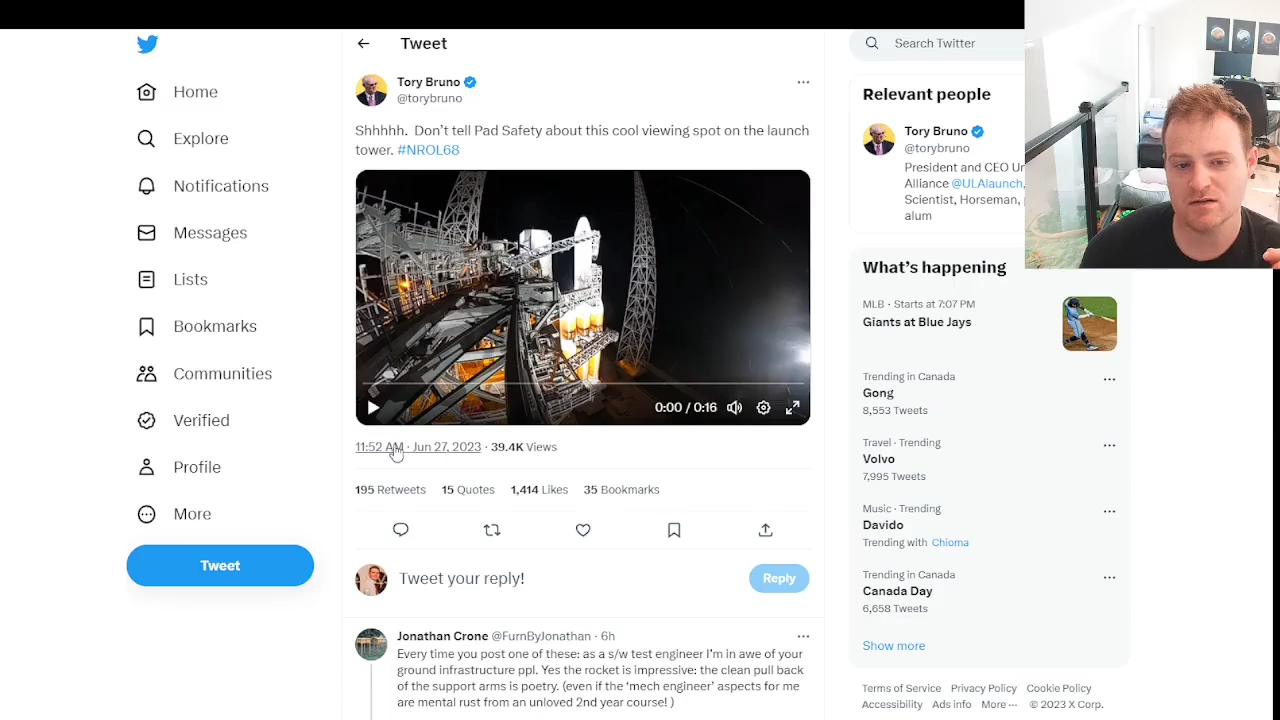 Home
Explore
Notifications
Messages
Lists
Bookmarks
Communities
Verified
Profile
More
Tweet
Tweet
Tory Bruno
@torybruno
Shhhhh. Don't tell Pad Safety about this cool viewing spot on the launch
tower. #NROL68
0:00 / 0:16
11:52 AM · Jun 27, 2023 · 39.4K Views
195 Retweets 15 Quotes 1,414 Likes 35 Bookmarks
Tweet your reply!
Reply
Jonathan Crone @FurnByJonathan · 6h
Every time you post one of these: as a s/w test engineer I'm in awe of your
ground infrastructure ppl. Yes the rocket is impressive: the clean pull back
of the support arms is poetry. (even if the 'mech engineer' aspects for me
are mental rust from an unloved 2nd year course! )
Search Twitter
Relevant people
Tory Bruno
@torybruno
President and CEO Un
Alliance @ULAlaunch,
Scientist, Horseman,
alum
What's happening
MLB · Starts at 7:07 PM
Giants at Blue Jays
Trending in Canada
Gong
8,553 Tweets
Travel · Trending
Volvo
7,995 Tweets
Music · Trending
Davido
Trending with Chioma
Trending in Canada
Canada Day
6,658 Tweets
Show more
Terms of Service Privacy Policy Cookie Policy
Accessibility Ads info More ··· © 2023 X Corp.